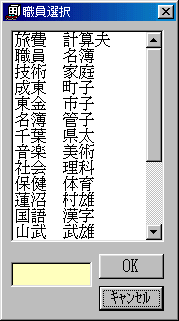 職員選択
旅費　計算夫
職員　名簿
技術　家庭
成東　町子
東金　市子
名簿　管子
千葉　県太
音楽　美術
社会　理科
保健　体育
蓮沼　村雄
国語　漢字
山武　武雄
OK
キャンセル